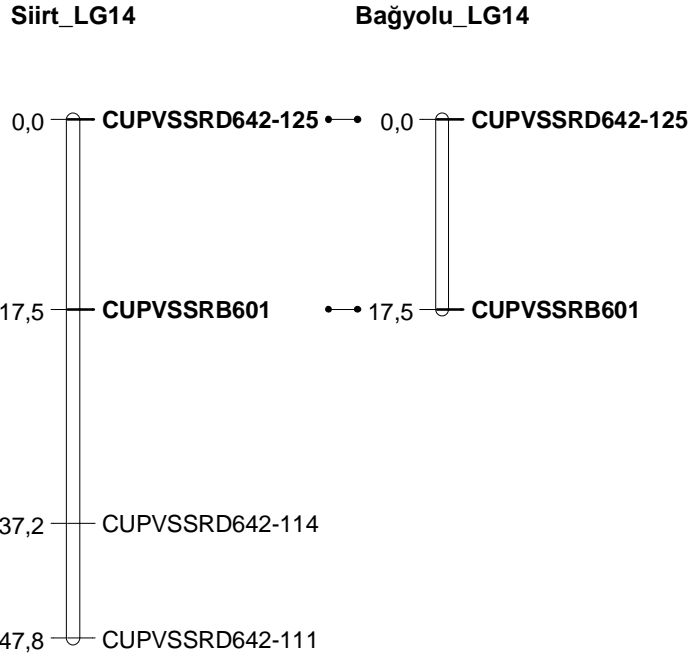 Siirt_LG14 Bağyolu_LG14
0,0 CUPVSSRD642-125 0,0 CUPVSSRD642-125
17,5 CUPVSSRB601 17,5 CUPVSSRB601
37,2 CUPVSSRD642-114
47,8 CUPVSSRD642-111